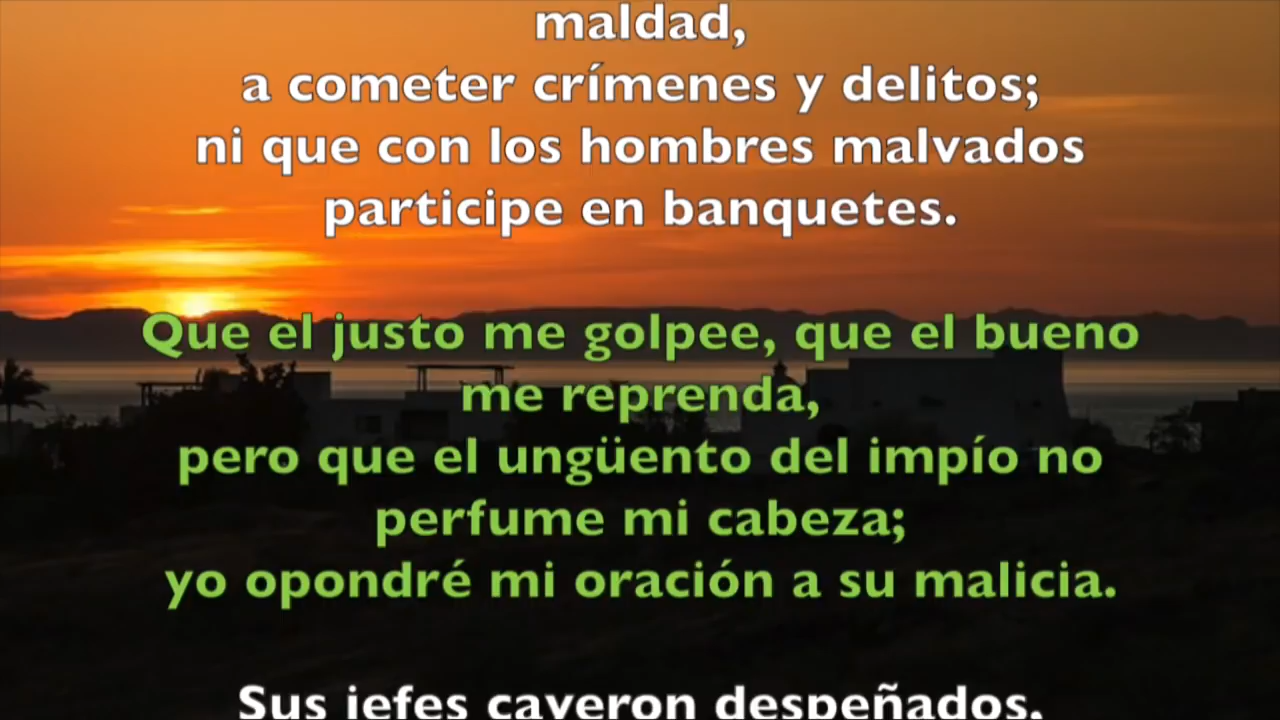 maldad,
a cometer crímenes y delitos;
ni que con los hombres malvados
participe en banquetes.
Que el justo me golpee, que el bueno
me reprenda,
pero que el ungüento del impío no
perfume mi cabeza;
yo opondré mi oración a su malicia.
Sus jefes cayeron despeñados,